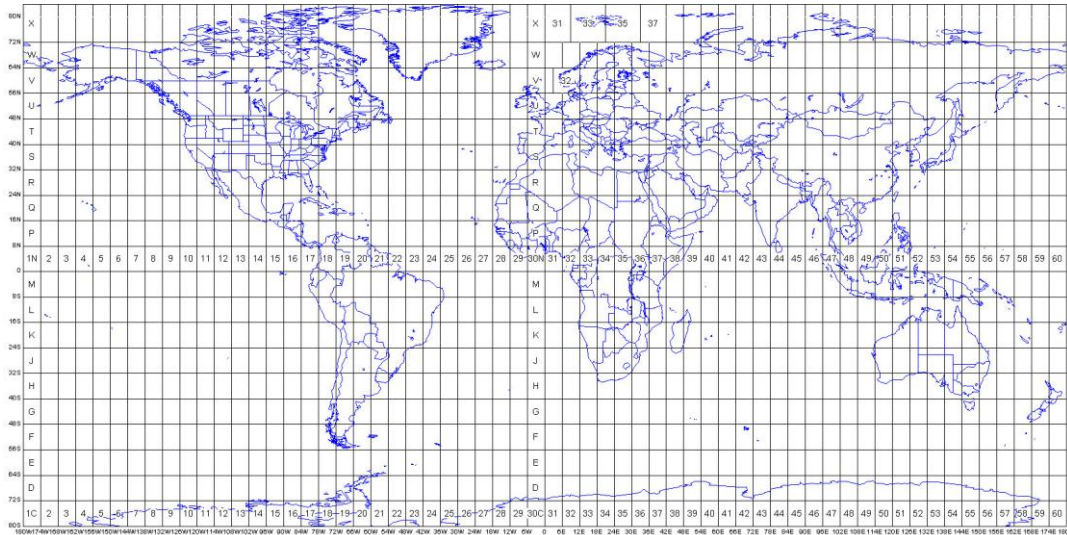 80N X X 31 33 35 37
72N W W
64N V V 32
56N U U
48N T T
40N S S
32N R R
24N Q Q
16N P P
8N 1N 2 3 4 5 6 7 8 9 10 11 12 13 14 15 16 17 18 19 20 21 22 23 24 25 26 27 28 29 30N 31 32 33 34 35 36 37 38 39 40 41 42 43 44 45 46 47 48 49 50 51 52 53 54 55 56 57 58 59 60
0 M M
8S L L
16S K K
24S J J
32S H H
40S G G
48S F F
56S E E
64S D D
72S 1C 2 3 4 5 6 7 8 9 10 11 12 13 14 15 16 17 18 19 20 21 22 23 24 25 26 27 28 29 30C 31 32 33 34 35 36 37 38 39 40 41 42 43 44 45 46 47 48 49 50 51 52 53 54 55 56 57 58 59 60
80S
180W 174W 168W 162W 156W 150W 144W 138W 132W 126W 120W 114W 108W 102W 96W 90W 84W 78W 72W 66W 60W 54W 48W 42W 36W 30W 24W 18W 12W 6W 0 6E 12E 18E 24E 30E 36E 42E 48E 54E 60E 66E 72E 78E 84E 90E 96E 102E 108E 114E 120E 126E 132E 138E 144E 150E 156E 162E 168E 174E 180E